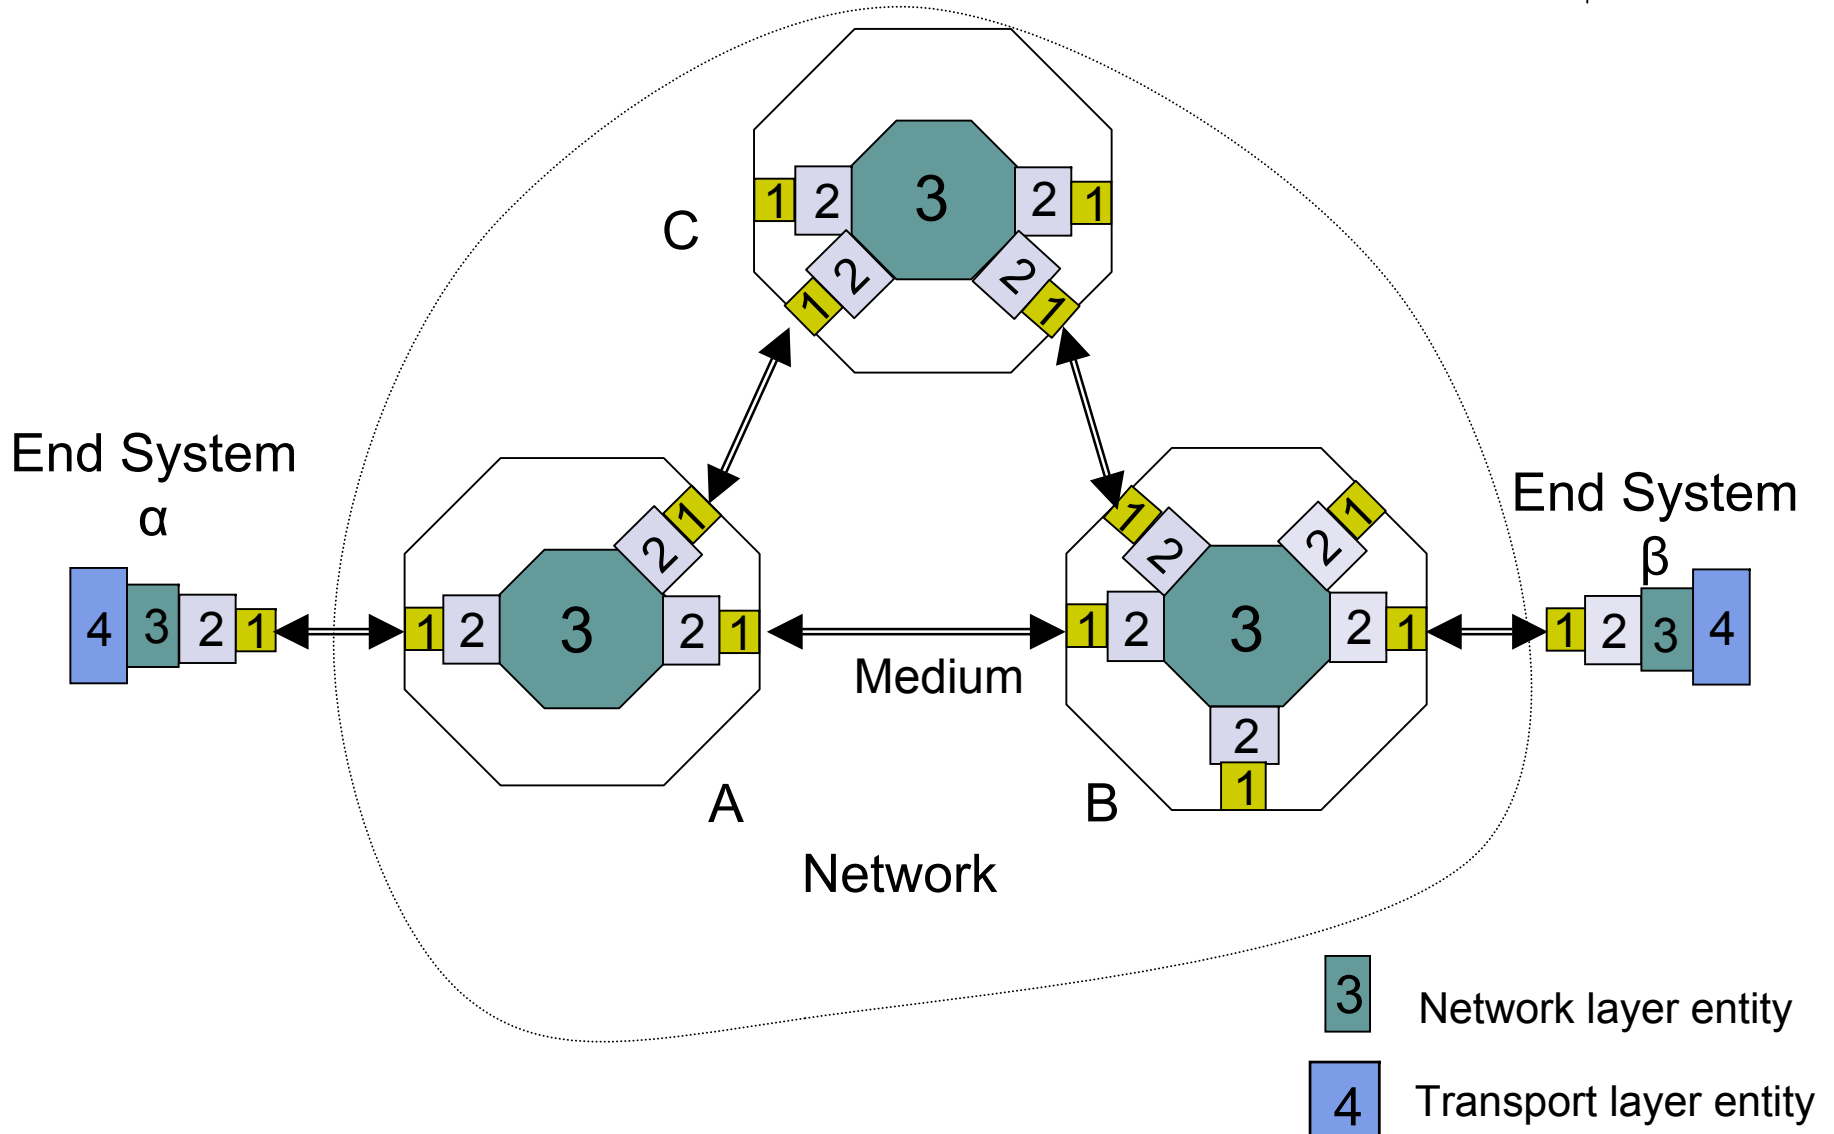 1 2 3 2 1
C
2 2
1 1
End System
α
End System
β
1 1 1
2 2 2
4 3 2 1
1 2 3 2 1
1 2 3 2 1
1 2 3 4
Medium
2
1
A
B
Network
3 Network layer entity
4 Transport layer entity